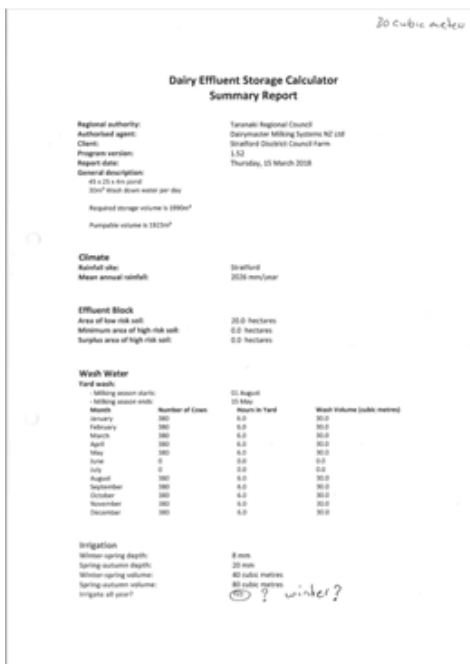 30 cubic meter
Dairy Effluent Storage Calculator
Summary Report
Regional authority: Taranaki Regional Council
Authorised agent: Dairymaster Milking Systems NZ Ltd
Client: Stratford District Council Farm
Program version: 1.52
Report date: Thursday, 15 March 2018
General description:
45 x 25 x 4m pond
30m³ Wash down water per day
Required storage volume is 1990m³
Pumpable volume is 1915m³
Climate
Rainfall site: Stratford
Mean annual rainfall: 2026 mm/year
Effluent Block
Area of low risk soil: 20.0 hectares
Minimum area of high risk soil: 0.0 hectares
Surplus area of high risk soil: 0.0 hectares
Wash Water
Yard wash:
- Milking season starts: 01 August
- Milking season ends: 15 May
Month Number of Cows Hours in Yard Wash Volume (cubic metres)
January 380 6.0 30.0
February 380 6.0 30.0
March 380 6.0 30.0
April 380 6.0 30.0
May 380 6.0 30.0
June 0 0.0 0.0
July 0 0.0 0.0
August 380 6.0 30.0
September 380 6.0 30.0
October 380 6.0 30.0
November 380 6.0 30.0
December 380 6.0 30.0
Irrigation
Winter-spring depth: 8 mm
Spring-autumn depth: 20 mm
Winter-spring volume: 40 cubic metres
Spring-autumn volume: 80 cubic metres
Irrigate all year? ? winter?